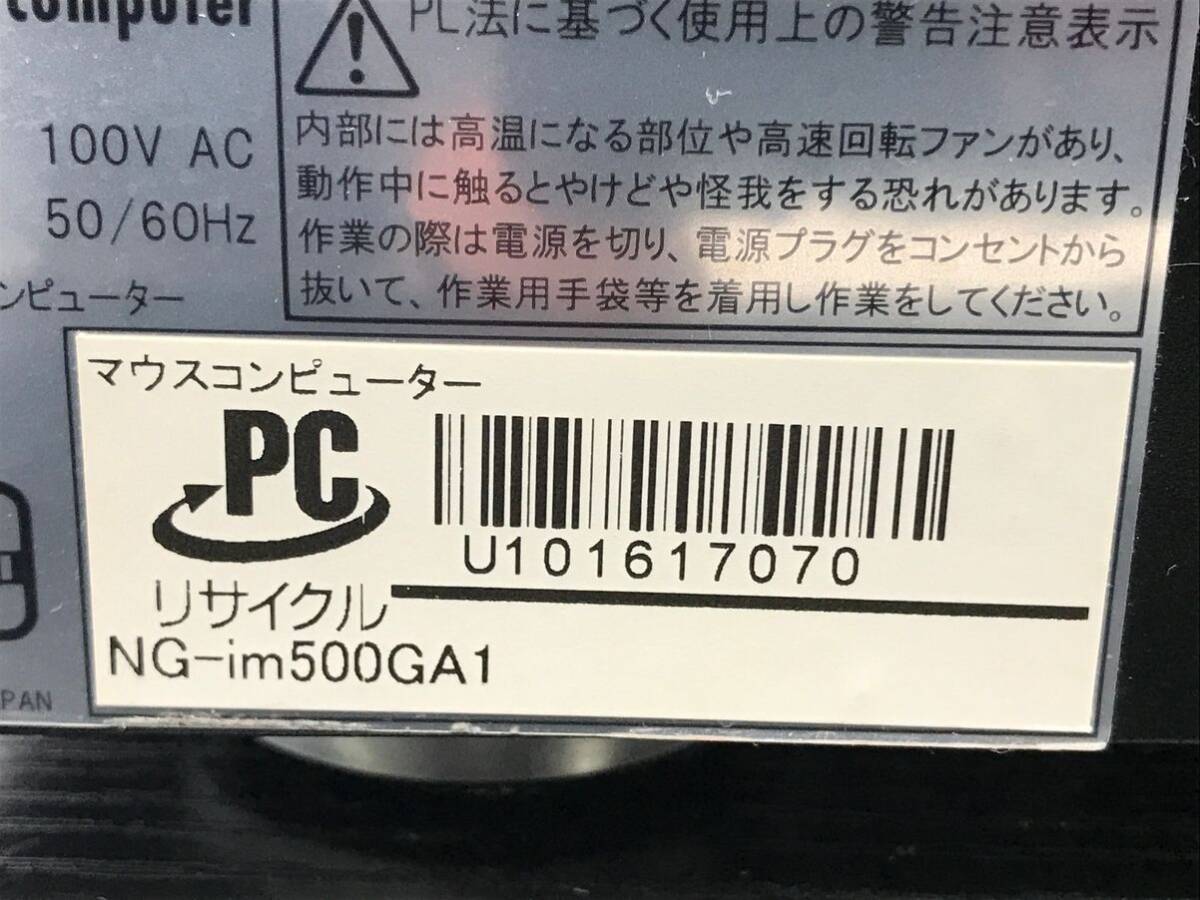 computer
PL法に基づく使用上の警告注意表示
100V AC
50/60Hz
ンピューター
内部には高温になる部位や高速回転ファンがあり、
動作中に触るとやけどや怪我をする恐れがあります。
作業の際は電源を切り、電源プラグをコンセントから
抜いて、作業用手袋等を着用し作業をしてください。
マウスコンピューター
PC
リサイクル
U101617070
NG-im500GA1
PAN